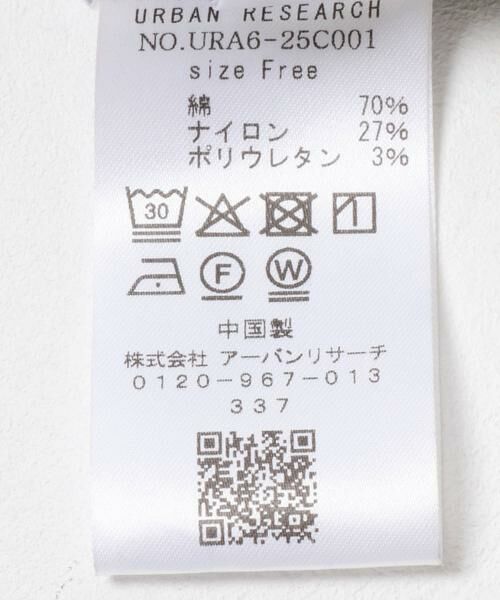 URBAN RESEARCH
NO.URA6-25C001
size Free
綿 70%
ナイロン 27%
ポリウレタン 3%
30
F W
中国製
株式会社 アーバンリサーチ
0120-967-013
337